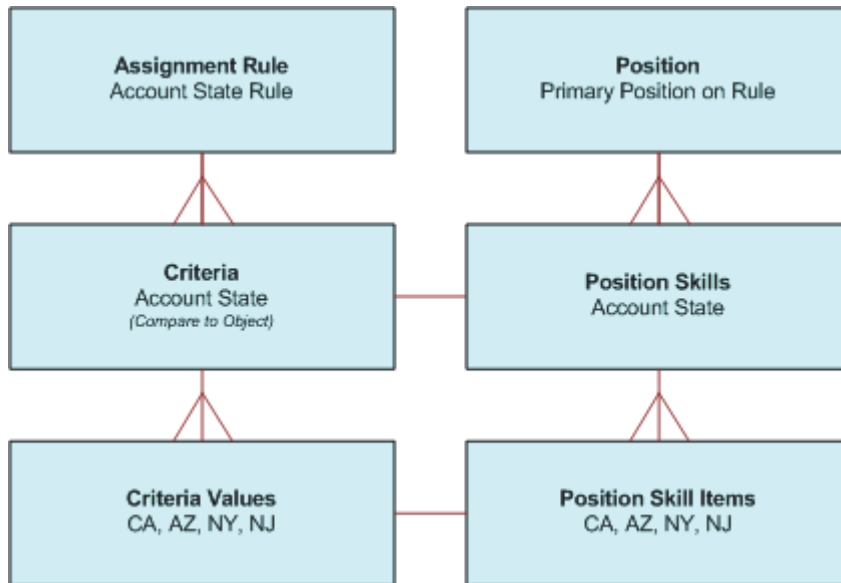 Assignment Rule
Account State Rule
Position
Primary Position on Rule
Criteria
Account State
(Compare to Object)
Position Skills
Account State
Criteria Values
CA, AZ, NY, NJ
Position Skill Items
CA, AZ, NY, NJ